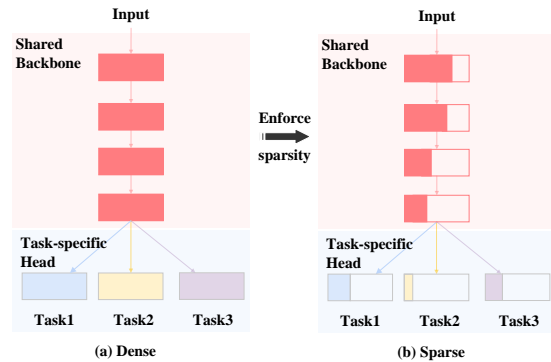 Input
Shared
Backbone
Task-specific
Head
Task1 Task2 Task3
(a) Dense
Enforce
sparsity
Input
Shared
Backbone
Task-specific
Head
Task1 Task2 Task3
(b) Sparse